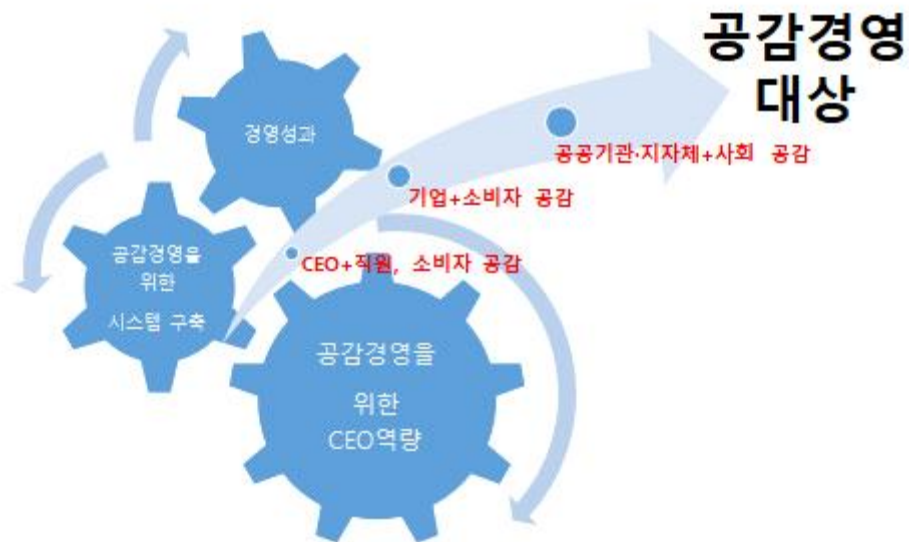 공감경영
대상
경영성과
공공기관·지자체+사회 공감
기업+소비자 공감
CEO+직원, 소비자 공감
공감경영을
위한
시스템 구축
공감경영을
위한
CEO역량